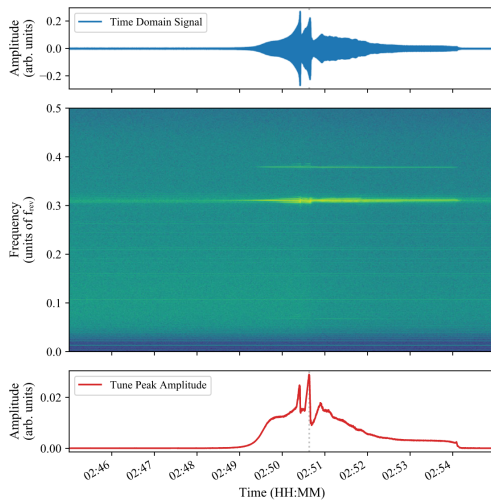 Amplitude
(arb. units)
0.2
0.0
−0.2
Time Domain Signal
Frequency
(units of f_rev)
0.5
0.4
0.3
0.2
0.1
0.0
Amplitude
(arb. units)
0.02
0.00
Tune Peak Amplitude
02:46
02:47
02:48
02:49
02:50
02:51
02:52
02:53
02:54
Time (HH:MM)